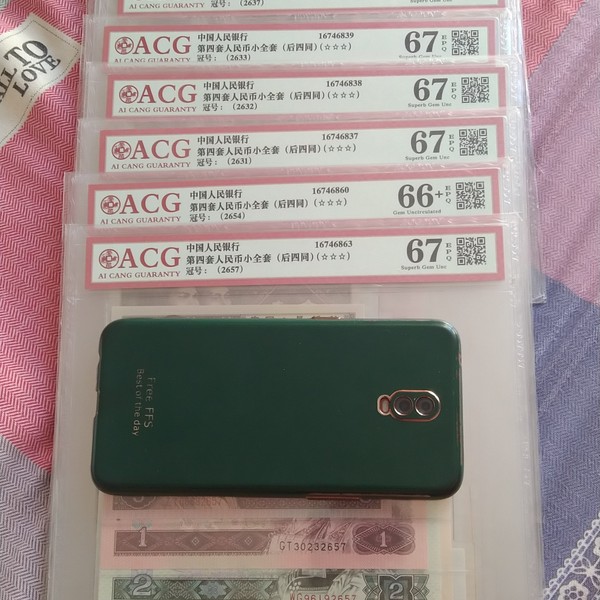 (2637)
Superb Gem Unc
ALL TO
LOVE
ACG
AI CANG GUARANTY
中国人民银行 16746839
第四套人民币小全套（后四同）(☆☆☆)
冠号：（2633）
67 EPQ
Superb Gem Unc
ACG
AI CANG GUARANTY
中国人民银行 16746838
第四套人民币小全套（后四同）(☆☆☆)
冠号：（2632）
67 EPQ
Superb Gem Unc
ACG
AI CANG GUARANTY
中国人民银行 16746837
第四套人民币小全套（后四同）(☆☆☆)
冠号：（2631）
67 EPQ
Superb Gem Unc
ACG
AI CANG GUARANTY
中国人民银行 16746860
第四套人民币小全套（后四同）(☆☆☆)
冠号：（2654）
66+ EPQ
Gem Uncirculated
ACG
AI CANG GUARANTY
中国人民银行 16746863
第四套人民币小全套（后四同）(☆☆☆)
冠号：（2657）
67 EPQ
Superb Gem Unc
Free FFS
Best of the day
1 GT30232657 1
2 WG96192657 2